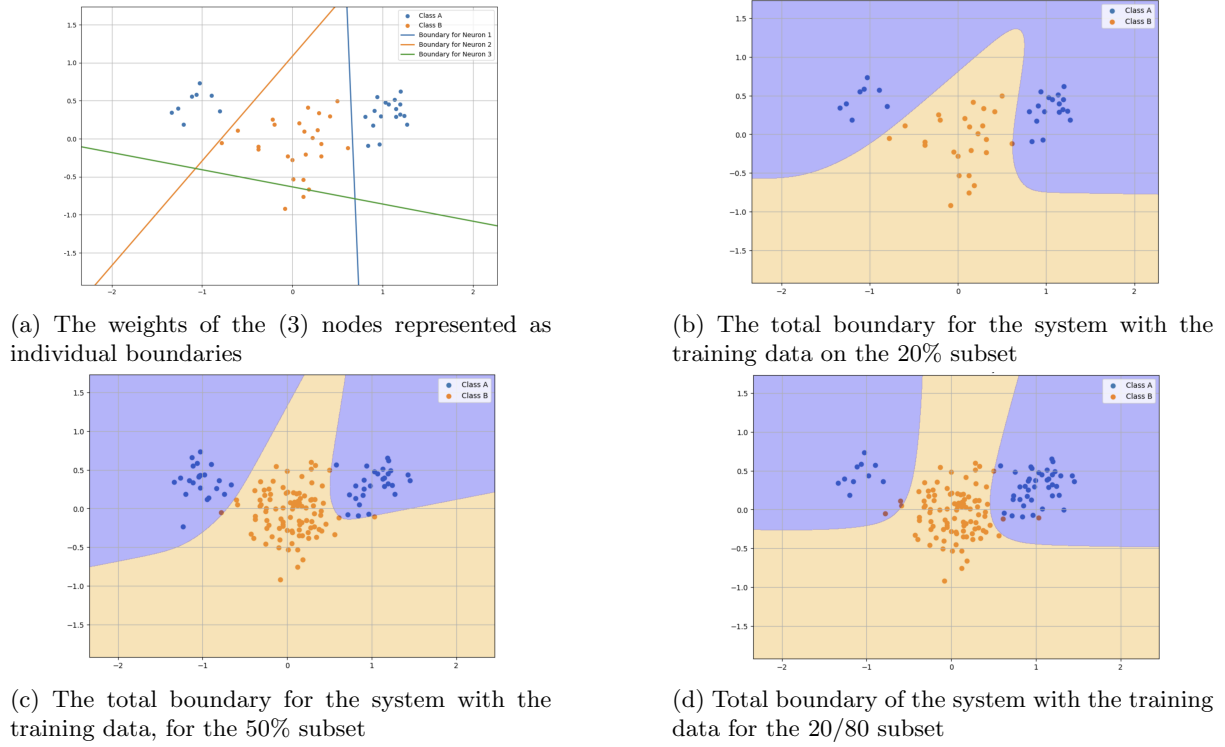 Class A
Class B
Boundary for Neuron 1
Boundary for Neuron 2
Boundary for Neuron 3
1.5
1.0
0.5
0.0
−0.5
−1.0
−1.5
−2
−1
0
1
2
(a) The weights of the (3) nodes represented as
individual boundaries
Class A
Class B
1.5
1.0
0.5
0.0
−0.5
−1.0
−1.5
−2
−1
0
1
2
(b) The total boundary for the system with the
training data on the 20% subset
Class A
Class B
1.5
1.0
0.5
0.0
−0.5
−1.0
−1.5
−2
−1
0
1
2
(c) The total boundary for the system with the
training data, for the 50% subset
Class A
Class B
1.5
1.0
0.5
0.0
−0.5
−1.0
−1.5
−2
−1
0
1
2
(d) Total boundary of the system with the training
data for the 20/80 subset